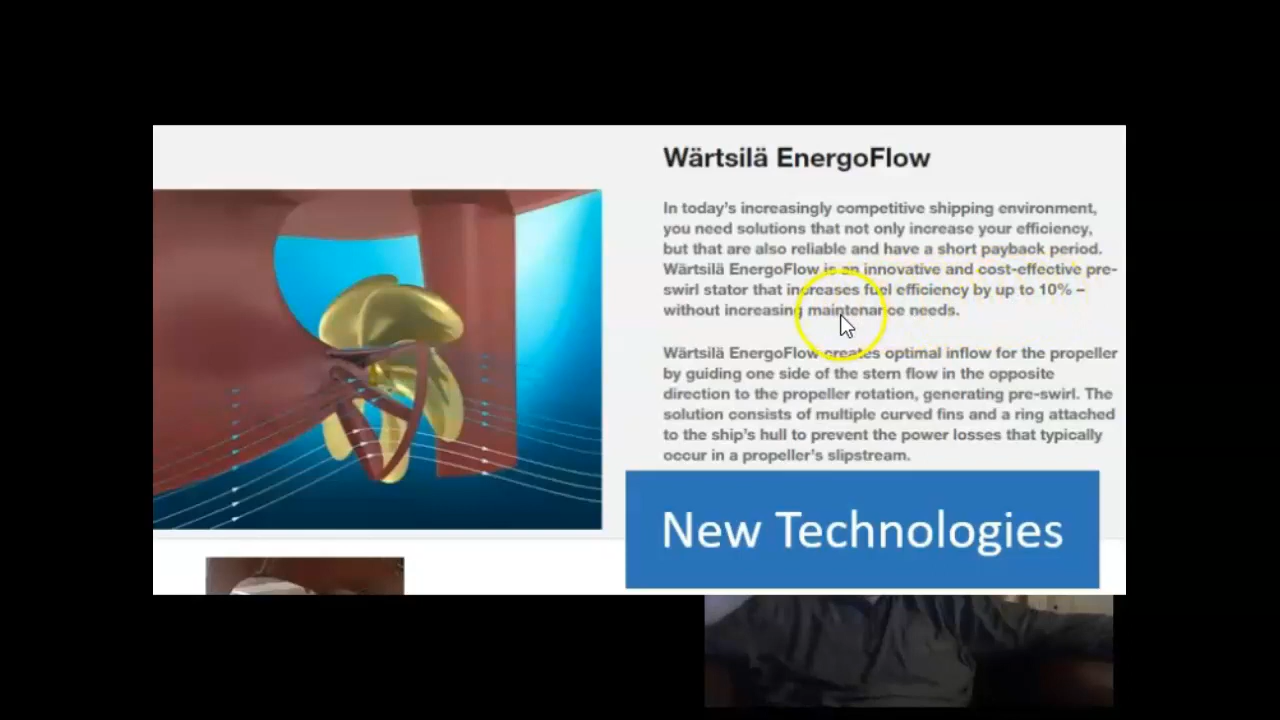 Wärtsilä EnergoFlow
In today's increasingly competitive shipping environment,
you need solutions that not only increase your efficiency,
but that are also reliable and have a short payback period.
Wärtsilä EnergoFlow is an innovative and cost-effective pre-
swirl stator that increases fuel efficiency by up to 10% –
without increasing maintenance needs.
Wärtsilä EnergoFlow creates optimal inflow for the propeller
by guiding one side of the stern flow in the opposite
direction to the propeller rotation, generating pre-swirl. The
solution consists of multiple curved fins and a ring attached
to the ship's hull to prevent the power losses that typically
occur in a propeller's slipstream.
New Technologies